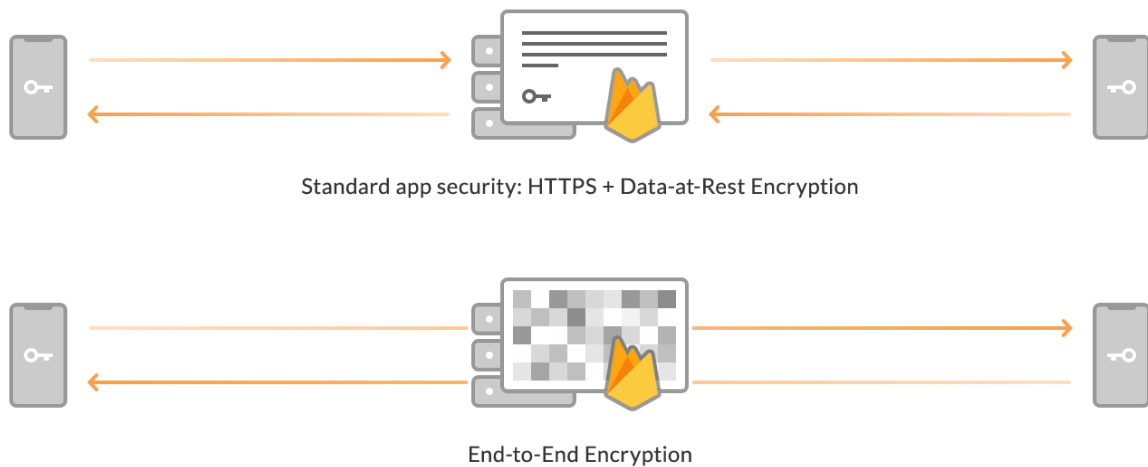 Standard app security: HTTPS + Data-at-Rest Encryption
End-to-End Encryption